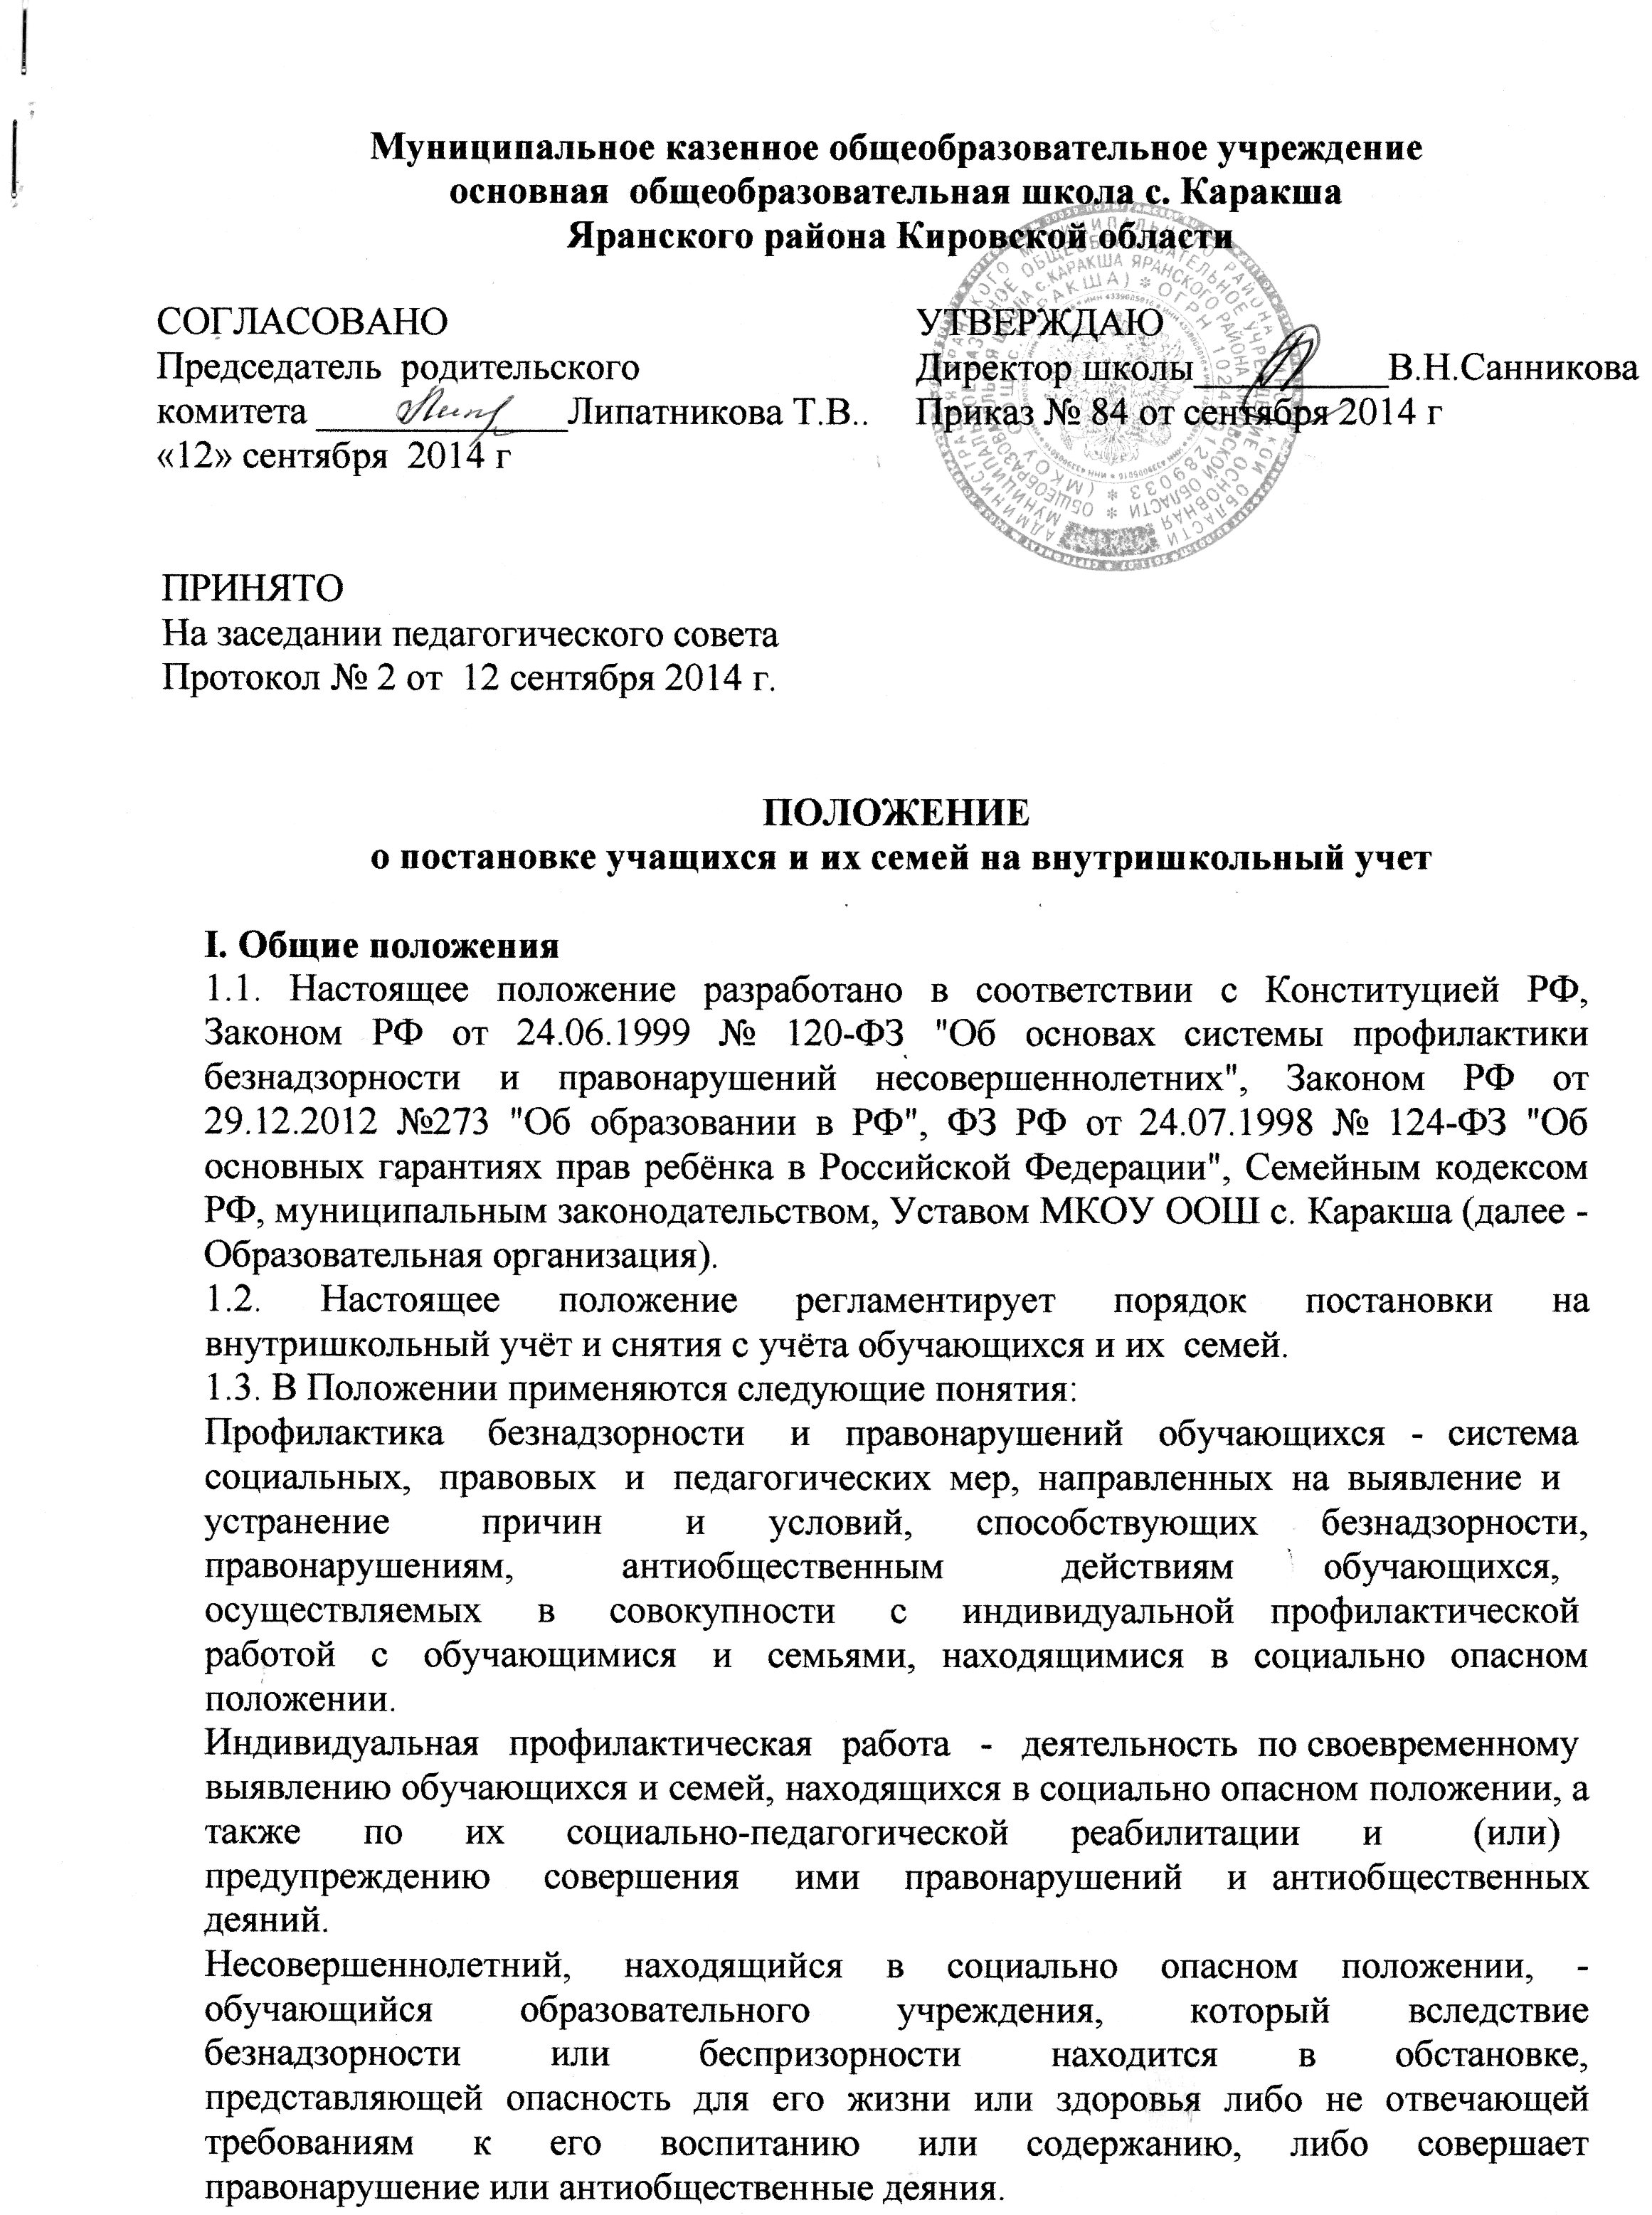 Муниципальное казенное общеобразовательное учреждение
основная общеобразовательная школа с. Каракша
Яранского района Кировской области
СОГЛАСОВАНО
Председатель родительского
комитета _____________Липатникова Т.В..
«12» сентября 2014 г
УТВЕРЖДАЮ
Директор школы__________В.Н.Санникова
Приказ № 84 от сентября 2014 г
ПРИНЯТО
На заседании педагогического совета
Протокол № 2 от 12 сентября 2014 г.
ПОЛОЖЕНИЕ
о постановке учащихся и их семей на внутришкольный учет
I. Общие положения
1.1. Настоящее положение разработано в соответствии с Конституцией РФ,
Законом РФ от 24.06.1999 № 120-ФЗ "Об основах системы профилактики
безнадзорности и правонарушений несовершеннолетних", Законом РФ от
29.12.2012 №273 "Об образовании в РФ", ФЗ РФ от 24.07.1998 № 124-ФЗ "Об
основных гарантиях прав ребёнка в Российской Федерации", Семейным кодексом
РФ, муниципальным законодательством, Уставом МКОУ ООШ с. Каракша (далее -
Образовательная организация).
1.2. Настоящее положение регламентирует порядок постановки на
внутришкольный учёт и снятия с учёта обучающихся и их семей.
1.3. В Положении применяются следующие понятия:
Профилактика безнадзорности и правонарушений обучающихся - система
социальных, правовых и педагогических мер, направленных на выявление и
устранение причин и условий, способствующих безнадзорности,
правонарушениям, антиобщественным действиям обучающихся,
осуществляемых в совокупности с индивидуальной профилактической
работой с обучающимися и семьями, находящимися в социально опасном
положении.
Индивидуальная профилактическая работа - деятельность по своевременному
выявлению обучающихся и семей, находящихся в социально опасном положении, а
также по их социально-педагогической реабилитации и (или)
предупреждению совершения ими правонарушений и антиобщественных
деяний.
Несовершеннолетний, находящийся в социально опасном положении, -
обучающийся образовательного учреждения, который вследствие
безнадзорности или беспризорности находится в обстановке,
представляющей опасность для его жизни или здоровья либо не отвечающей
требованиям к его воспитанию или содержанию, либо совершает
правонарушение или антиобщественные деяния.